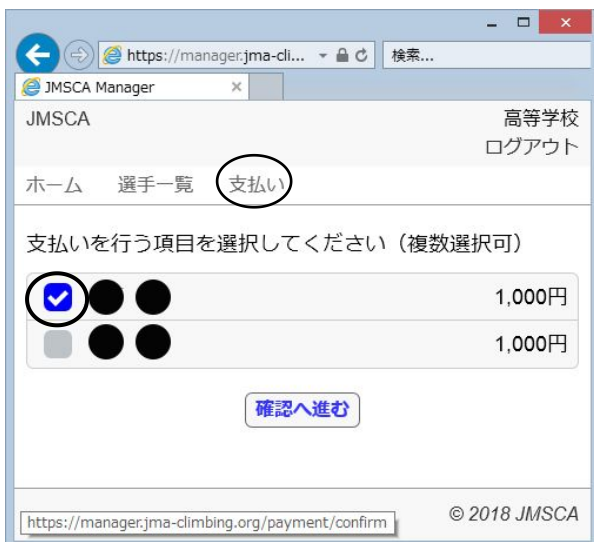 https://manager.jma-cli...
検索...
JMSCA Manager
JMSCA
高等学校
ログアウト
ホーム 選手一覧 支払い
支払いを行う項目を選択してください（複数選択可）
1,000円
1,000円
確認へ進む
https://manager.jma-climbing.org/payment/confirm
© 2018 JMSCA